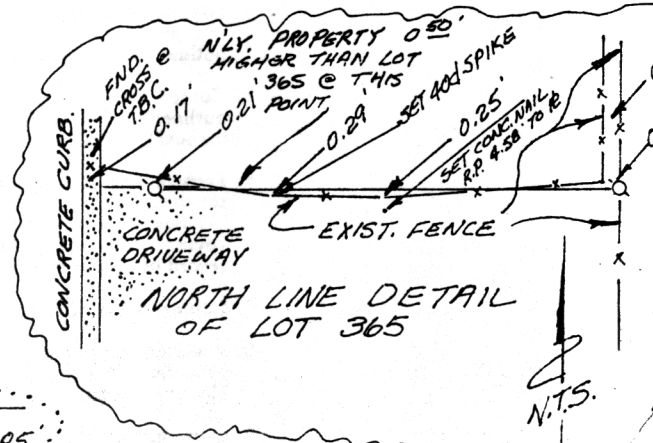 N'LY. PROPERTY 0.50'
HIGHER THAN LOT
365 @ THIS
POINT
FND.
CROSS @
T.B.C.
0.17'
0.21'
0.29'
SET 40d SPIKE
0.25'
SET CONC. NAIL
R.P. 4.58 TO
CONCRETE CURB.
CONCRETE
DRIVEWAY
EXIST. FENCE
NORTH LINE DETAIL
OF LOT 365
N.T.S.